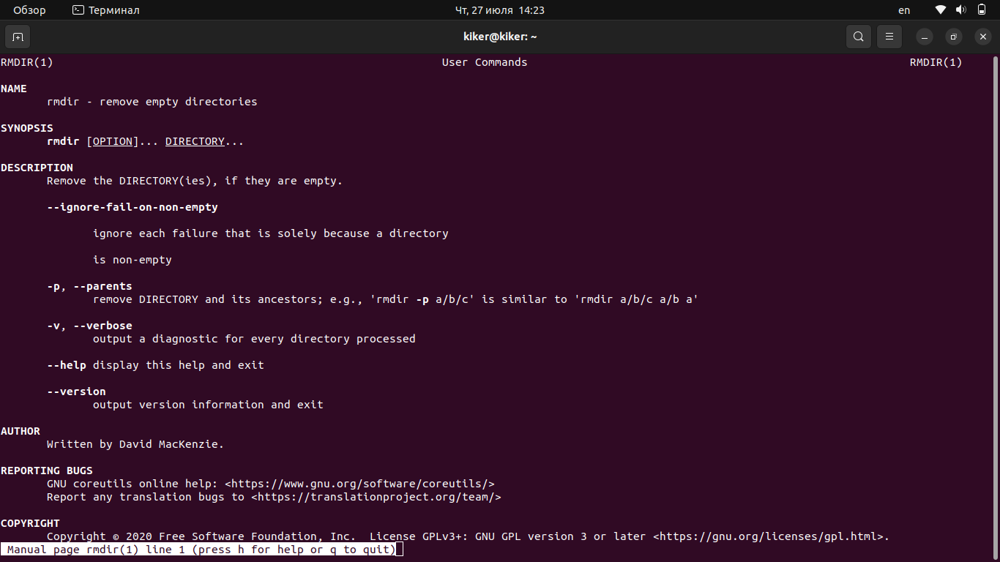 Обзор Терминал Чт, 27 июля 14:23 en
kiker@kiker: ~
RMDIR(1) User Commands RMDIR(1)
NAME
rmdir - remove empty directories
SYNOPSIS
rmdir [OPTION]... DIRECTORY...
DESCRIPTION
Remove the DIRECTORY(ies), if they are empty.
--ignore-fail-on-non-empty
ignore each failure that is solely because a directory
is non-empty
-p, --parents
remove DIRECTORY and its ancestors; e.g., 'rmdir -p a/b/c' is similar to 'rmdir a/b/c a/b a'
-v, --verbose
output a diagnostic for every directory processed
--help display this help and exit
--version
output version information and exit
AUTHOR
Written by David MacKenzie.
REPORTING BUGS
GNU coreutils online help: <https://www.gnu.org/software/coreutils/>
Report any translation bugs to <https://translationproject.org/team/>
COPYRIGHT
Copyright © 2020 Free Software Foundation, Inc.  License GPLv3+: GNU GPL version 3 or later <https://gnu.org/licenses/gpl.html>.
Manual page rmdir(1) line 1 (press h for help or q to quit)